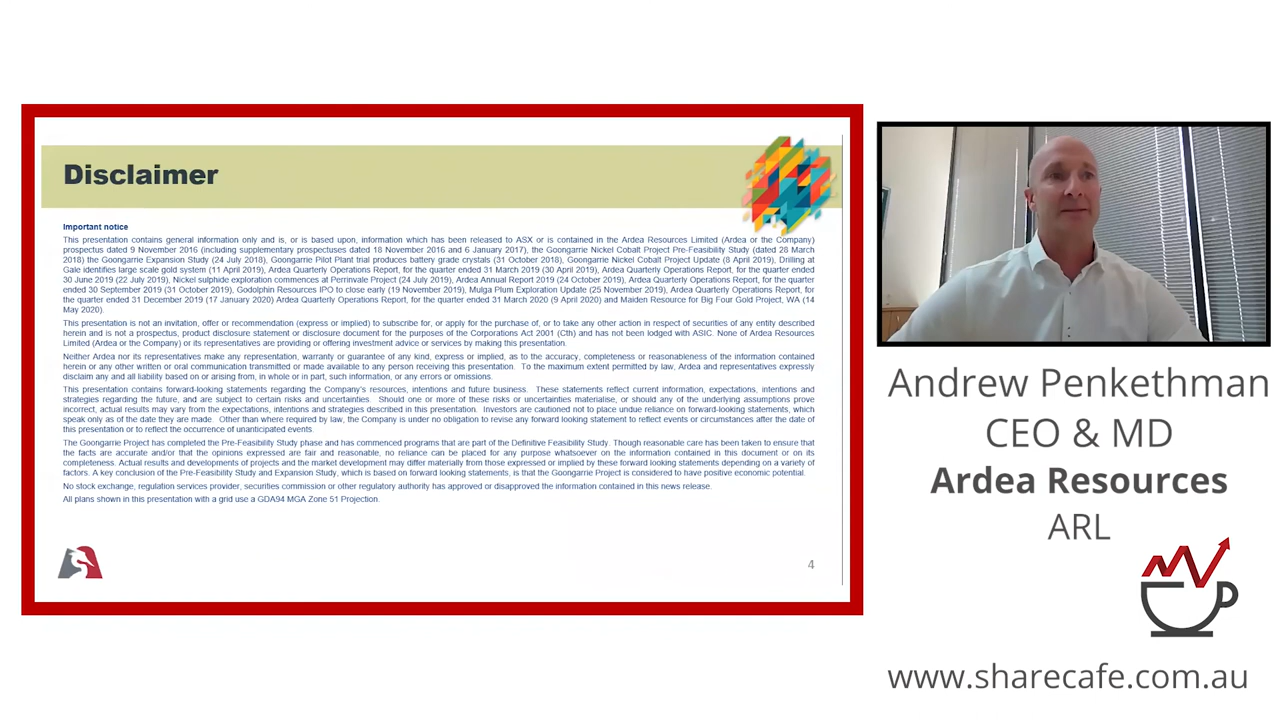 Disclaimer
Important notice
This presentation contains general information only and is, or is based upon, information which has been released to ASX or is contained in the Ardea Resources Limited (Ardea or the Company)
prospectus dated 9 November 2016 (including supplementary prospectuses dated 18 November 2016 and 6 January 2017), the Goongarrie Nickel Cobalt Project Pre-Feasibility Study (dated 28 March
2018) the Goongarrie Expansion Study (24 July 2018), Goongarrie Pilot Plant trial produces battery grade crystals (31 October 2018), Goongarrie Nickel Cobalt Project Update (8 April 2019), Drilling at
Gale identifies large scale gold system (11 April 2019), Ardea Quarterly Operations Report, for the quarter ended 31 March 2019 (30 April 2019), Ardea Quarterly Operations Report, for the quarter ended
30 June 2019 (22 July 2019), Nickel sulphide exploration commences at Perrinvale Project (24 July 2019), Ardea Annual Report 2019 (24 October 2019), Ardea Quarterly Operations Report, for the quarter
ended 30 September 2019 (31 October 2019), Godolphin Resources IPO to close early (19 November 2019), Mulga Plum Exploration Update (25 November 2019), Ardea Quarterly Operations Report, for
the quarter ended 31 December 2019 (17 January 2020) Ardea Quarterly Operations Report, for the quarter ended 31 March 2020 (9 April 2020) and Maiden Resource for Big Four Gold Project, WA (14
May 2020).
This presentation is not an invitation, offer or recommendation (express or implied) to subscribe for, or apply for the purchase of, or to take any other action in respect of securities of any entity described
herein and is not a prospectus, product disclosure statement or disclosure document for the purposes of the Corporations Act 2001 (Cth) and has not been lodged with ASIC. None of Ardea Resources
Limited (Ardea or the Company) or its representatives are providing or offering investment advice or services by making this presentation.
Neither Ardea nor its representatives make any representation, warranty or guarantee of any kind, express or implied, as to the accuracy, completeness or reasonableness of the information contained
herein or any other written or oral communication transmitted or made available to any person receiving this presentation. To the maximum extent permitted by law, Ardea and representatives expressly
disclaim any and all liability based on or arising from, in whole or in part, such information, or any errors or omissions.
This presentation contains forward-looking statements regarding the Company's resources, intentions and future business. These statements reflect current information, expectations, intentions and
strategies regarding the future, and are subject to certain risks and uncertainties. Should one or more of these risks or uncertainties materialise, or should any of the underlying assumptions prove
incorrect, actual results may vary from the expectations, intentions and strategies described in this presentation. Investors are cautioned not to place undue reliance on forward-looking statements, which
speak only as of the date they are made. Other than where required by law, the Company is under no obligation to revise any forward looking statement to reflect events or circumstances after the date of
this presentation or to reflect the occurrence of unanticipated events.
The Goongarrie Project has completed the Pre-Feasibility Study phase and has commenced programs that are part of the Definitive Feasibility Study. Though reasonable care has been taken to ensure that
the facts are accurate and/or that the opinions expressed are fair and reasonable, no reliance can be placed for any purpose whatsoever on the information contained in this document or on its
completeness. Actual results and developments of projects and the market development may differ materially from those expressed or implied by these forward looking statements depending on a variety of
factors. A key conclusion of the Pre-Feasibility Study and Expansion Study, which is based on forward looking statements, is that the Goongarrie Project is considered to have positive economic potential.
No stock exchange, regulation services provider, securities commission or other regulatory authority has approved or disapproved the information contained in this news release.
All plans shown in this presentation with a grid use a GDA94 MGA Zone 51 Projection.
4
Andrew Penkethman
CEO & MD
Ardea Resources
ARL
www.sharecafe.com.au